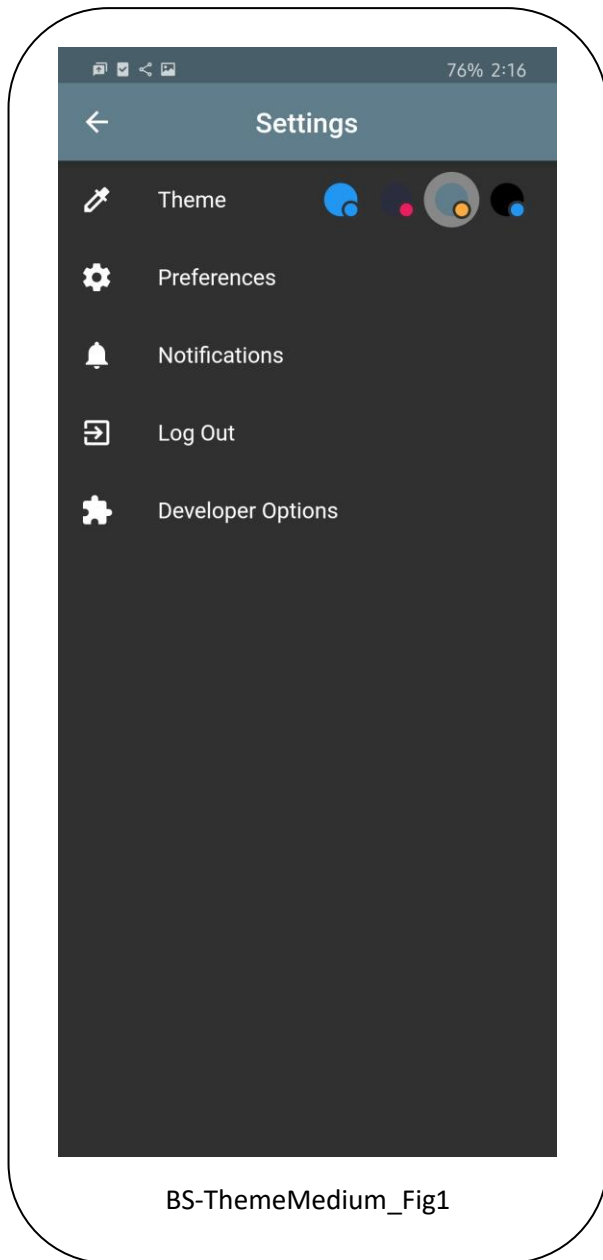 76% 2:16
Settings
Theme
Preferences
Notifications
Log Out
Developer Options
BS-ThemeMedium_Fig1